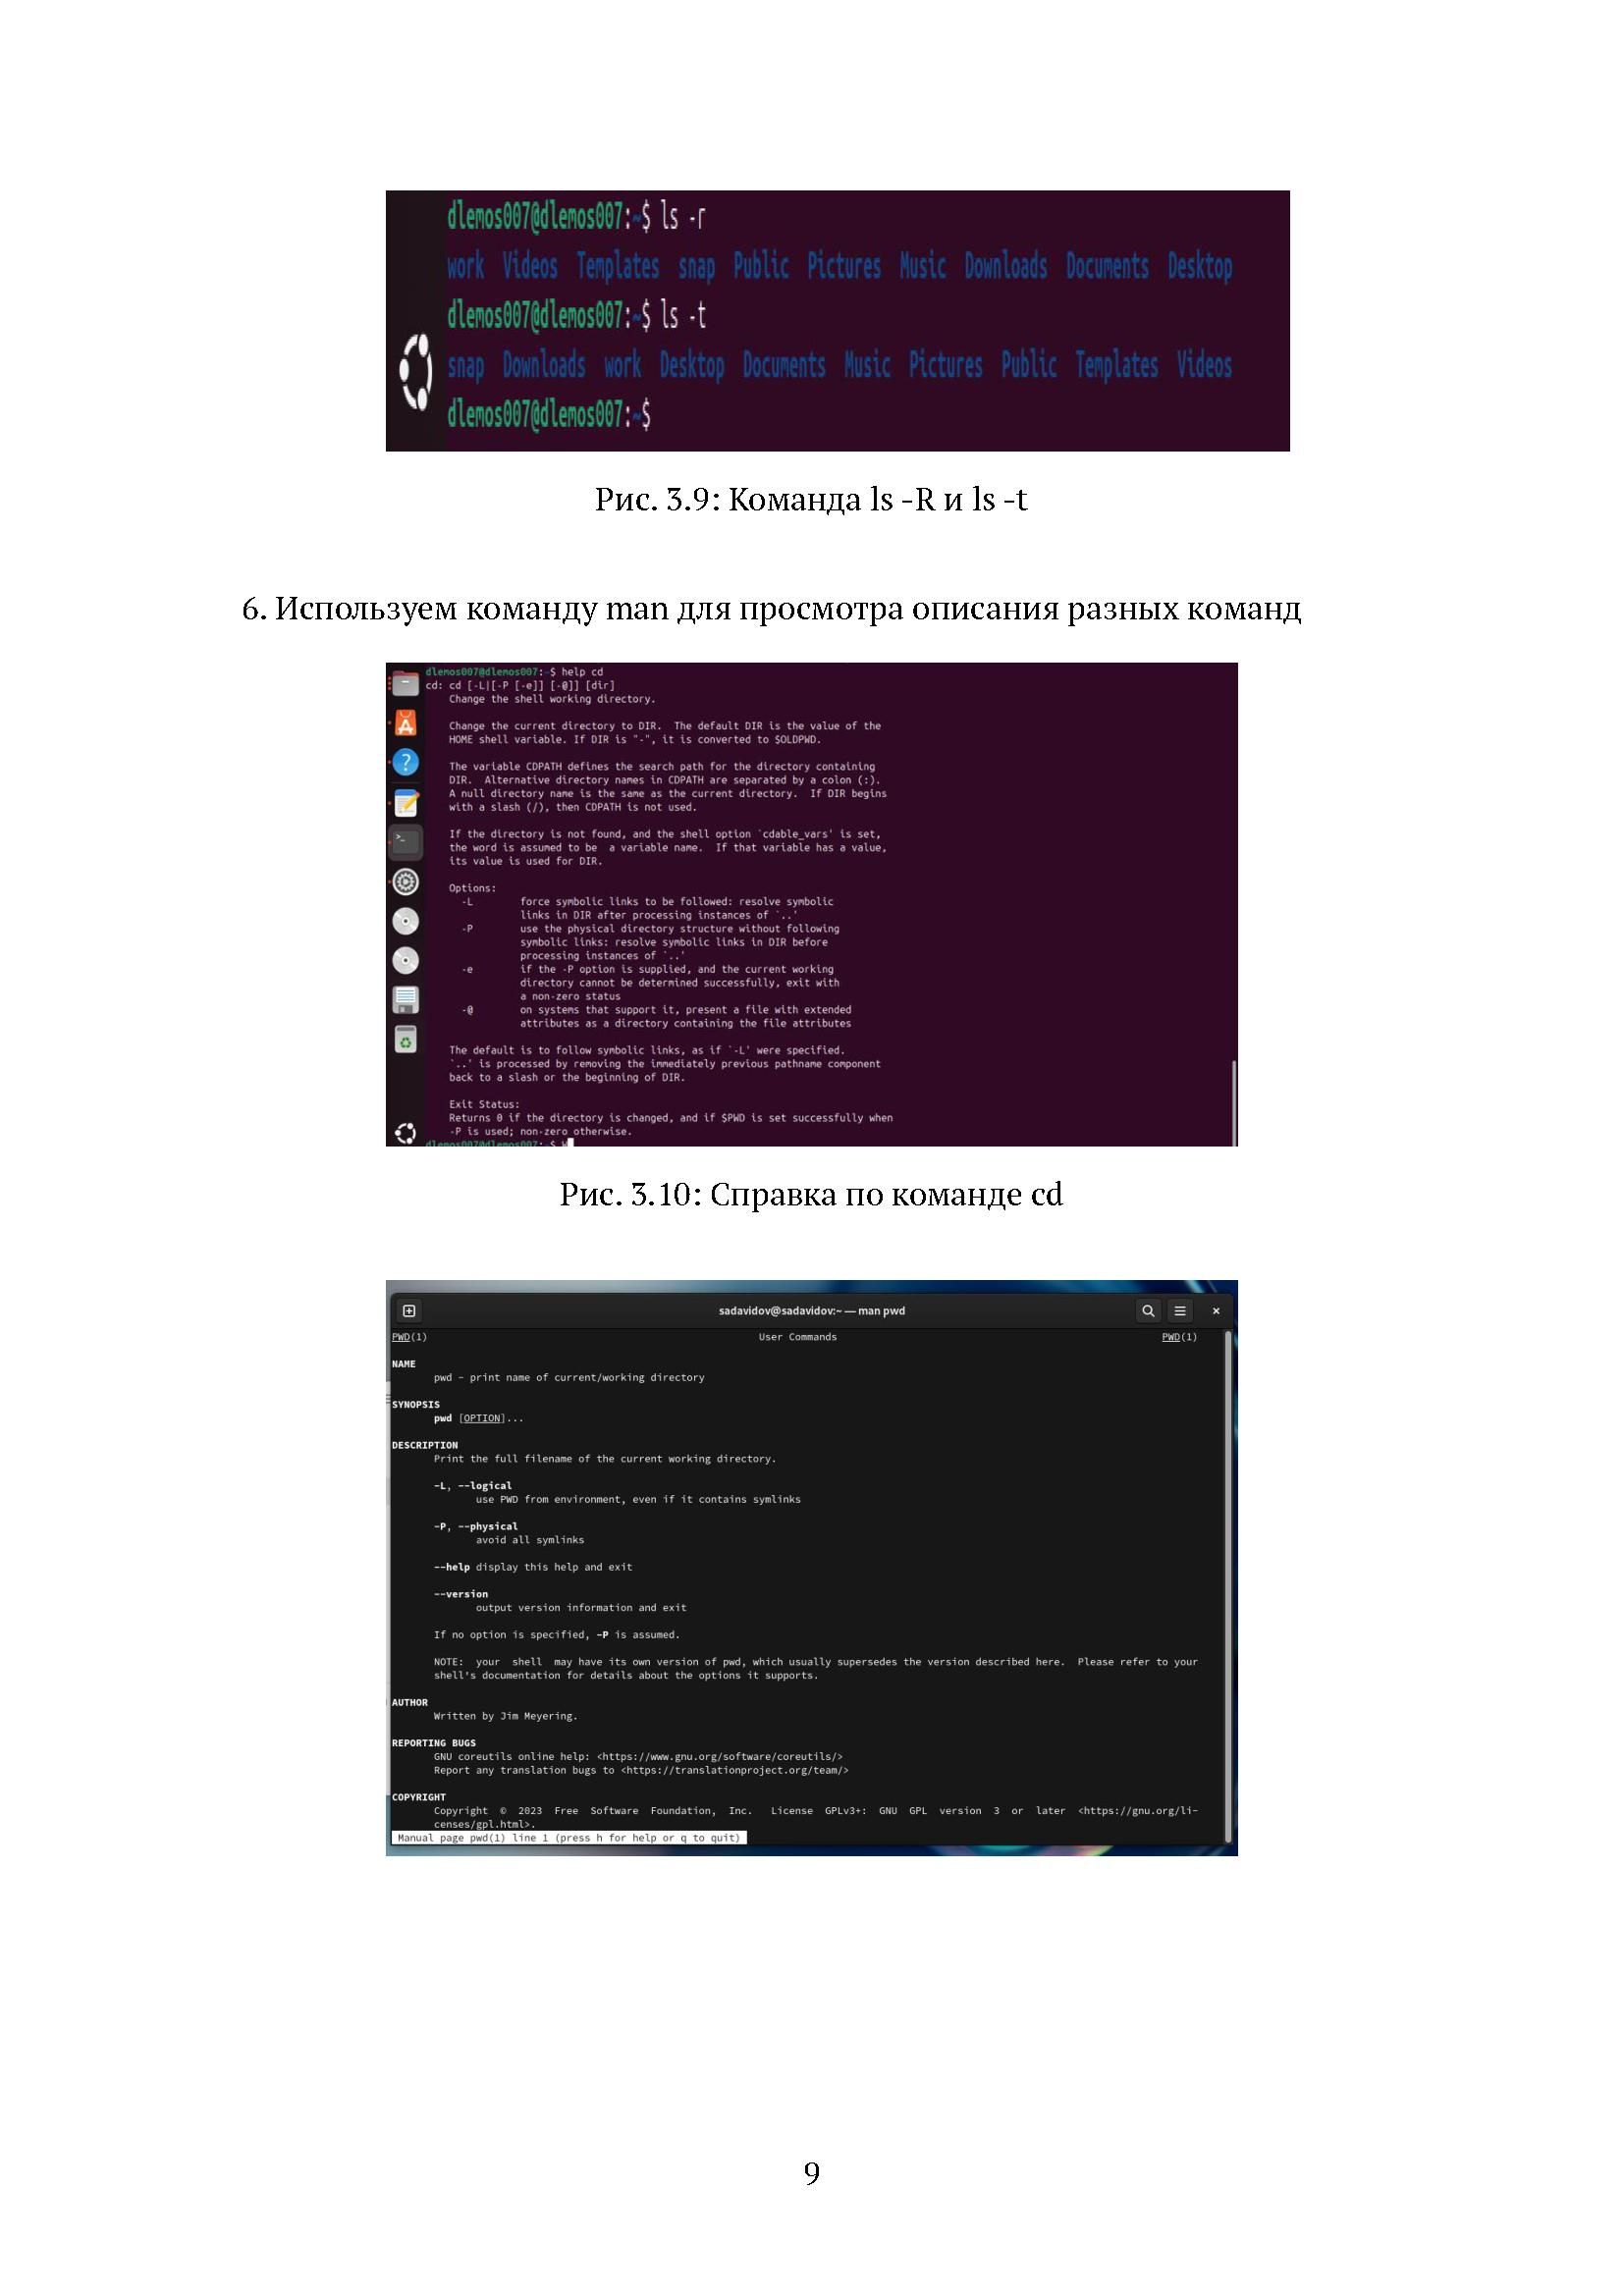 dlemos007@dlemos007:~$ ls -r
work Videos Templates snap Public Pictures Music Downloads Documents Desktop
dlemos007@dlemos007:~$ ls -t
snap Downloads work Desktop Documents Music Pictures Public Templates Videos
dlemos007@dlemos007:~$
Рис. 3.9: Команда ls -R и ls -t
6. Используем команду man для просмотра описания разных команд
dlemos007@dlemos007:~$ help cd
cd: cd [-L|[-P [-e]] [-@]] [dir]
Change the shell working directory.
Change the current directory to DIR. The default DIR is the value of the
HOME shell variable. If DIR is "-", it is converted to $OLDPWD.
The variable CDPATH defines the search path for the directory containing
DIR. Alternative directory names in CDPATH are separated by a colon (:).
A null directory name is the same as the current directory. If DIR begins
with a slash (/), then CDPATH is not used.
If the directory is not found, and the shell option `cdable_vars' is set,
the word is assumed to be a variable name. If that variable has a value,
its value is used for DIR.
Options:
-L force symbolic links to be followed: resolve symbolic
links in DIR after processing instances of `..'
-P use the physical directory structure without following
symbolic links: resolve symbolic links in DIR before
processing instances of `..'
-e if the -P option is supplied, and the current working
directory cannot be determined successfully, exit with
a non-zero status
-@ on systems that support it, present a file with extended
attributes as a directory containing the file attributes
The default is to follow symbolic links, as if `-L' were specified.
`..' is processed by removing the immediately previous pathname component
back to a slash or the beginning of DIR.
Exit Status:
Returns 0 if the directory is changed, and if $PWD is set successfully when
-P is used; non-zero otherwise.
dlemos007@dlemos007:~$ W
Рис. 3.10: Справка по команде cd
sadavidov@sadavidov:~ — man pwd
PWD(1) User Commands PWD(1)
NAME
pwd - print name of current/working directory
SYNOPSIS
pwd [OPTION]...
DESCRIPTION
Print the full filename of the current working directory.
-L, --logical
use PWD from environment, even if it contains symlinks
-P, --physical
avoid all symlinks
--help display this help and exit
--version
output version information and exit
If no option is specified, -P is assumed.
NOTE: your shell may have its own version of pwd, which usually supersedes the version described here. Please refer to your
shell's documentation for details about the options it supports.
AUTHOR
Written by Jim Meyering.
REPORTING BUGS
GNU coreutils online help: <https://www.gnu.org/software/coreutils/>
Report any translation bugs to <https://translationproject.org/team/>
COPYRIGHT
Copyright © 2023 Free Software Foundation, Inc. License GPLv3+: GNU GPL version 3 or later <https://gnu.org/li-
censes/gpl.html>.
Manual page pwd(1) line 1 (press h for help or q to quit)
9